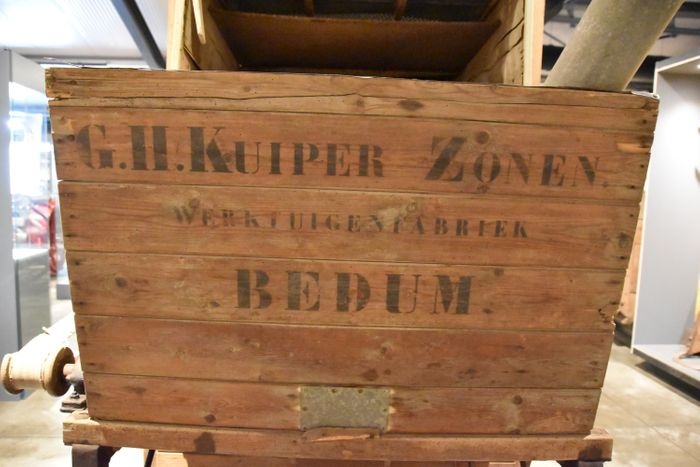 G.H.KUIPER ZONEN.
WERKTUIGENFABRIEK
BEDUM